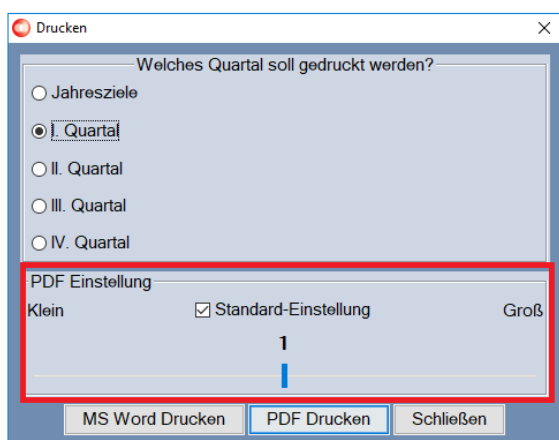 Drucken
Welches Quartal soll gedruckt werden?
Jahresziele
I. Quartal
II. Quartal
III. Quartal
IV. Quartal
PDF Einstellung
Klein Standard-Einstellung Groß
1
MS Word Drucken PDF Drucken Schließen